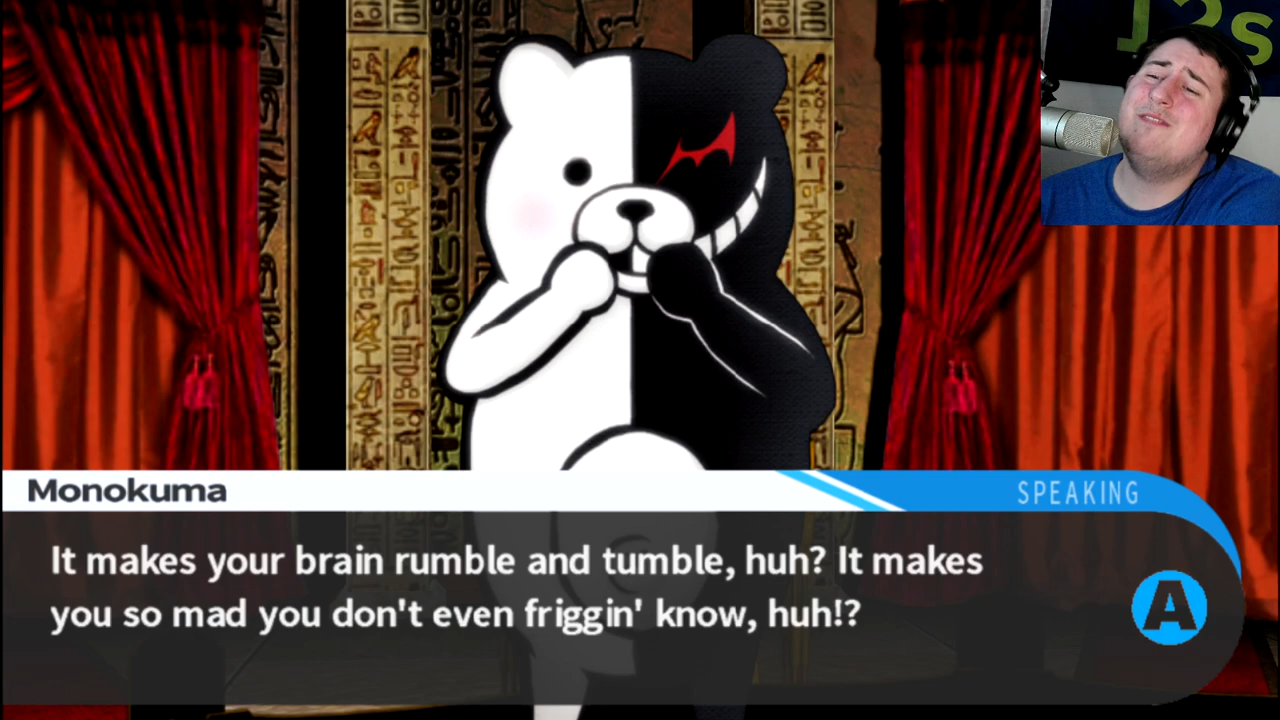 J2s
Monokuma
SPEAKING
It makes your brain rumble and tumble, huh? It makes
you so mad you don't even friggin' know, huh!?
A